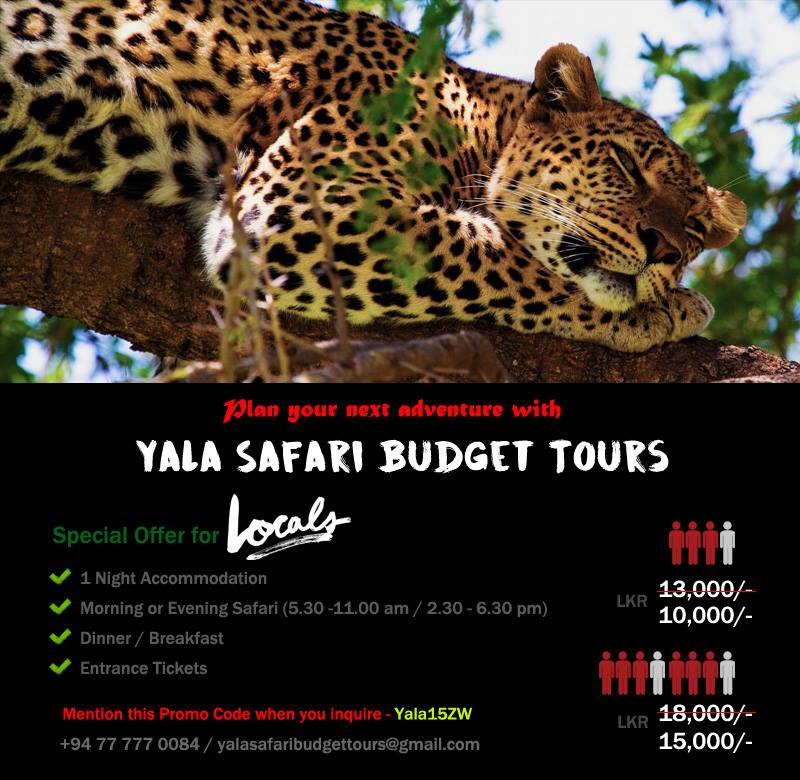 Plan your next adventure with
YALA SAFARI BUDGET TOURS
Special Offer for Locals
1 Night Accommodation
Morning or Evening Safari (5.30 -11.00 am / 2.30 - 6.30 pm)
Dinner / Breakfast
Entrance Tickets
LKR 13,000/-
10,000/-
LKR 18,000/-
15,000/-
Mention this Promo Code when you inquire - Yala15ZW
+94 77 777 0084 / yalasafaribudgettours@gmail.com